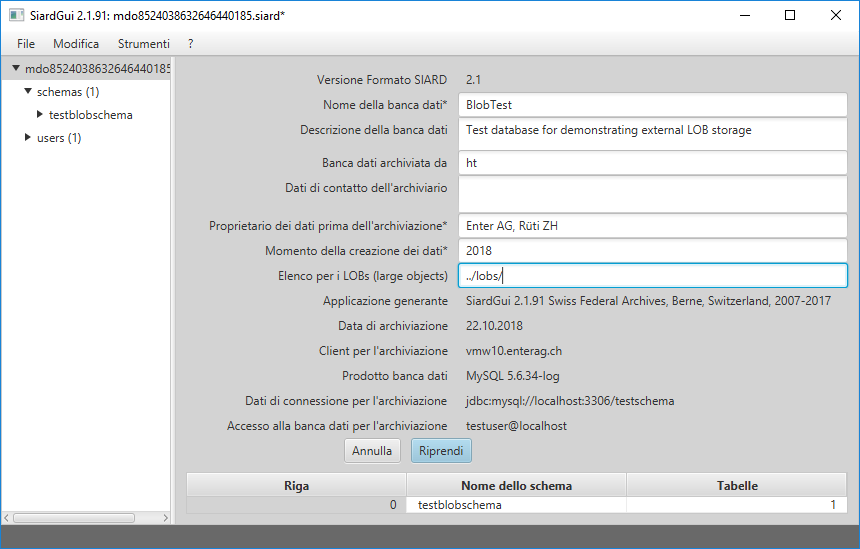 SiardGui 2.1.91: mdo8524038632646440185.siard*
File Modifica Strumenti ?
mdo8524038632646440185
schemas (1)
testblobschema
users (1)
Versione Formato SIARD 2.1
Nome della banca dati* BlobTest
Descrizione della banca dati Test database for demonstrating external LOB storage
Banca dati archiviata da ht
Dati di contatto dell'archiviario
Proprietario dei dati prima dell'archiviazione* Enter AG, Rüti ZH
Momento della creazione dei dati* 2018
Elenco per i LOBs (large objects) ../lobs/
Applicazione generante SiardGui 2.1.91 Swiss Federal Archives, Berne, Switzerland, 2007-2017
Data di archiviazione 22.10.2018
Client per l'archiviazione vmw10.enterag.ch
Prodotto banca dati MySQL 5.6.34-log
Dati di connessione per l'archiviazione jdbc:mysql://localhost:3306/testschema
Accesso alla banca dati per l'archiviazione testuser@localhost
Annulla Riprendi
Riga Nome dello schema Tabelle
0 testblobschema 1